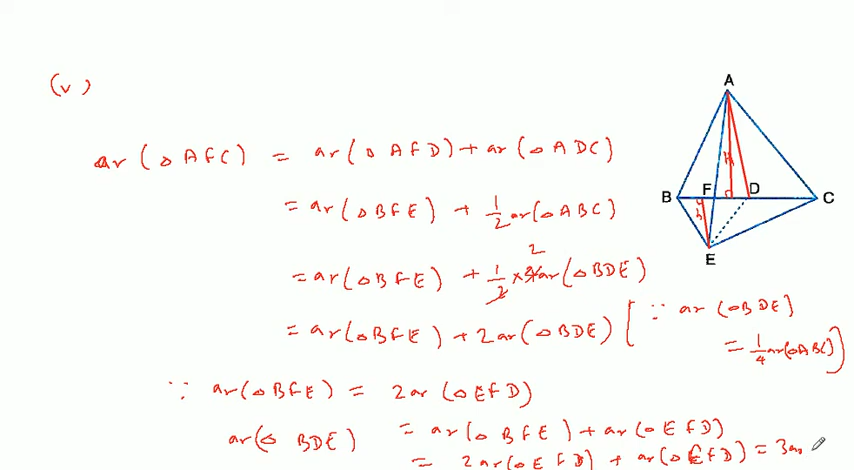 (v)
ar(△AFC) = ar(△AFD) + ar(△ADC)
= ar(△BFE) + 1/2 ar(△ABC)
2
= ar(△BFE) + 1/2 × 4 ar(△BDE)
= ar(△BFE) + 2ar(△BDE) [∵ ar(△BDE)
= 1/4 ar(△ABC)]
∵ ar(△BFE) = 2ar(△EFD)
ar(△BDE) = ar(△BFE) + ar(△EFD)
= 2ar(△EFD) + ar(△EFD) = 3a
A
H
B F D C
h
E